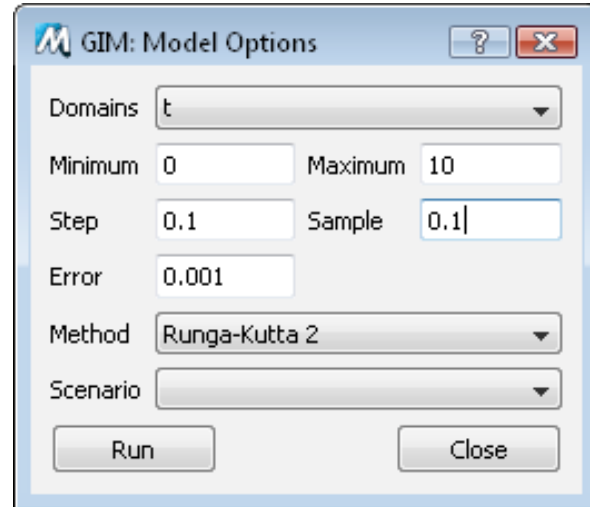 GIM: Model Options
Domains t
Minimum 0 Maximum 10
Step 0.1 Sample 0.1
Error 0.001
Method Runga-Kutta 2
Scenario
Run Close